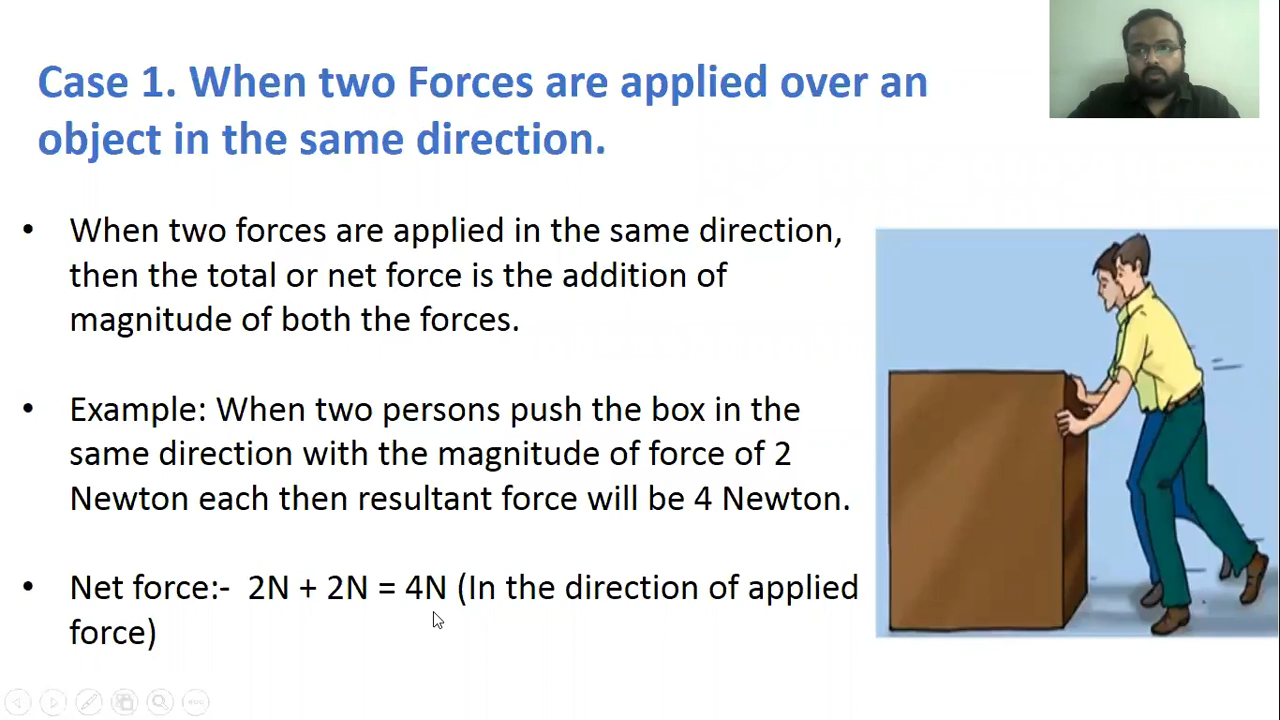 Case 1. When two Forces are applied over an
object in the same direction.
• When two forces are applied in the same direction,
then the total or net force is the addition of
magnitude of both the forces.
• Example: When two persons push the box in the
same direction with the magnitude of force of 2
Newton each then resultant force will be 4 Newton.
• Net force:- 2N + 2N = 4N (In the direction of applied
force)